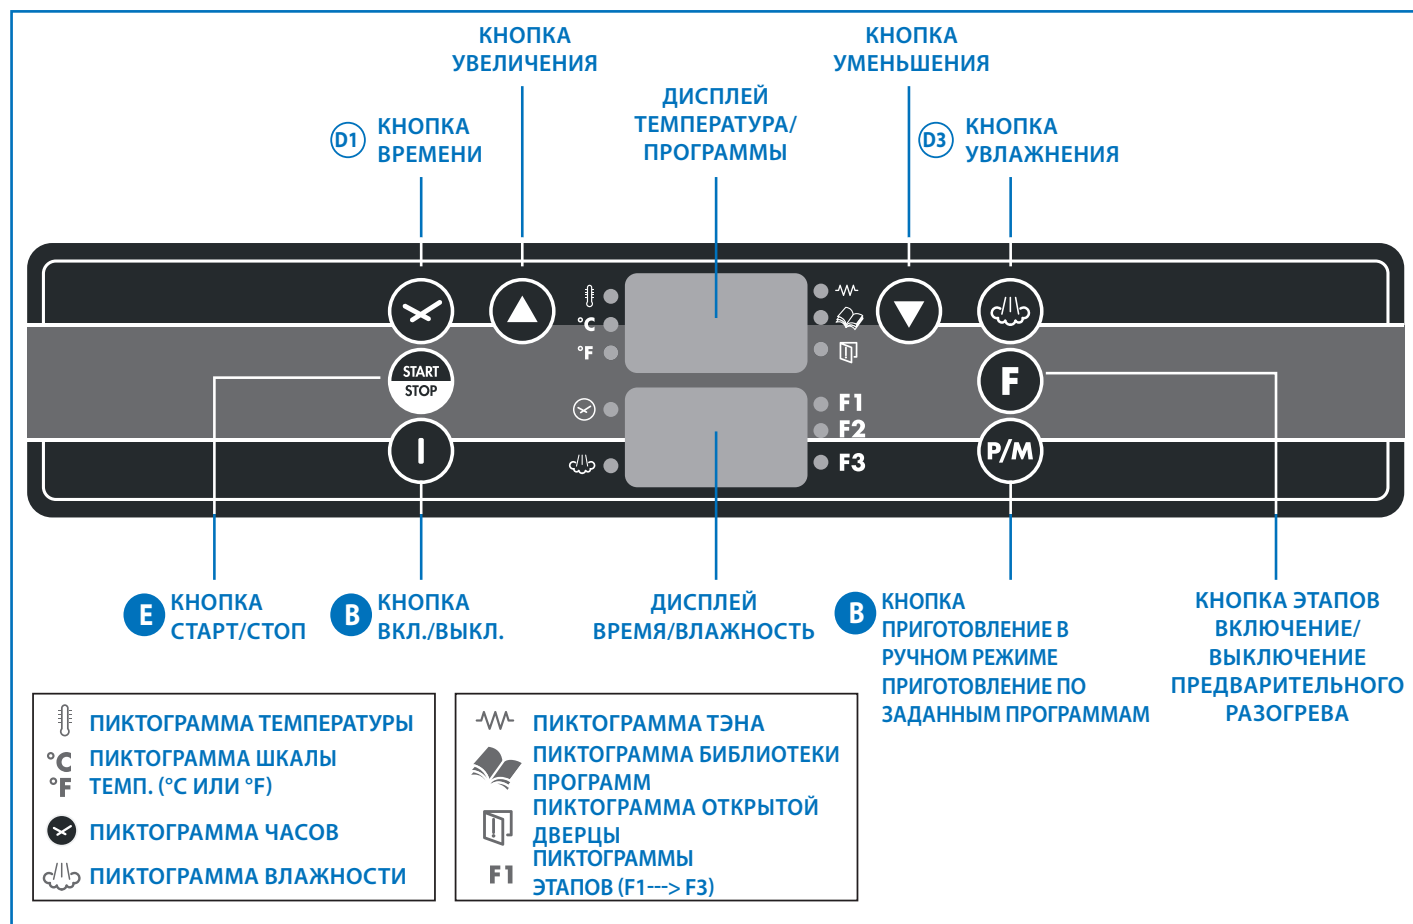 КНОПКА
УВЕЛИЧЕНИЯ
КНОПКА
УМЕНЬШЕНИЯ
ДИСПЛЕЙ
ТЕМПЕРАТУРА/
ПРОГРАММЫ
D1 КНОПКА
ВРЕМЕНИ
D3 КНОПКА
УВЛАЖНЕНИЯ
°C
°F
START
STOP
F
F1
F2
F3
I
P/M
E КНОПКА
СТАРТ/СТОП
B КНОПКА
ВКЛ./ВЫКЛ.
ДИСПЛЕЙ
ВРЕМЯ/ВЛАЖНОСТЬ
B КНОПКА
ПРИГОТОВЛЕНИЕ В
РУЧНОМ РЕЖИМЕ
ПРИГОТОВЛЕНИЕ ПО
ЗАДАННЫМ ПРОГРАММАМ
КНОПКА ЭТАПОВ
ВКЛЮЧЕНИЕ/
ВЫКЛЮЧЕНИЕ
ПРЕДВАРИТЕЛЬНОГО
РАЗОГРЕВА
ПИКТОГРАММА ТЕМПЕРАТУРЫ
°C ПИКТОГРАММА ШКАЛЫ
°F ТЕМП. (°C ИЛИ °F)
ПИКТОГРАММА ЧАСОВ
ПИКТОГРАММА ВЛАЖНОСТИ
ПИКТОГРАММА ТЭНА
ПИКТОГРАММА БИБЛИОТЕКИ
ПРОГРАММ
ПИКТОГРАММА ОТКРЫТОЙ
ДВЕРЦЫ
F1 ПИКТОГРАММЫ
ЭТАПОВ (F1---> F3)